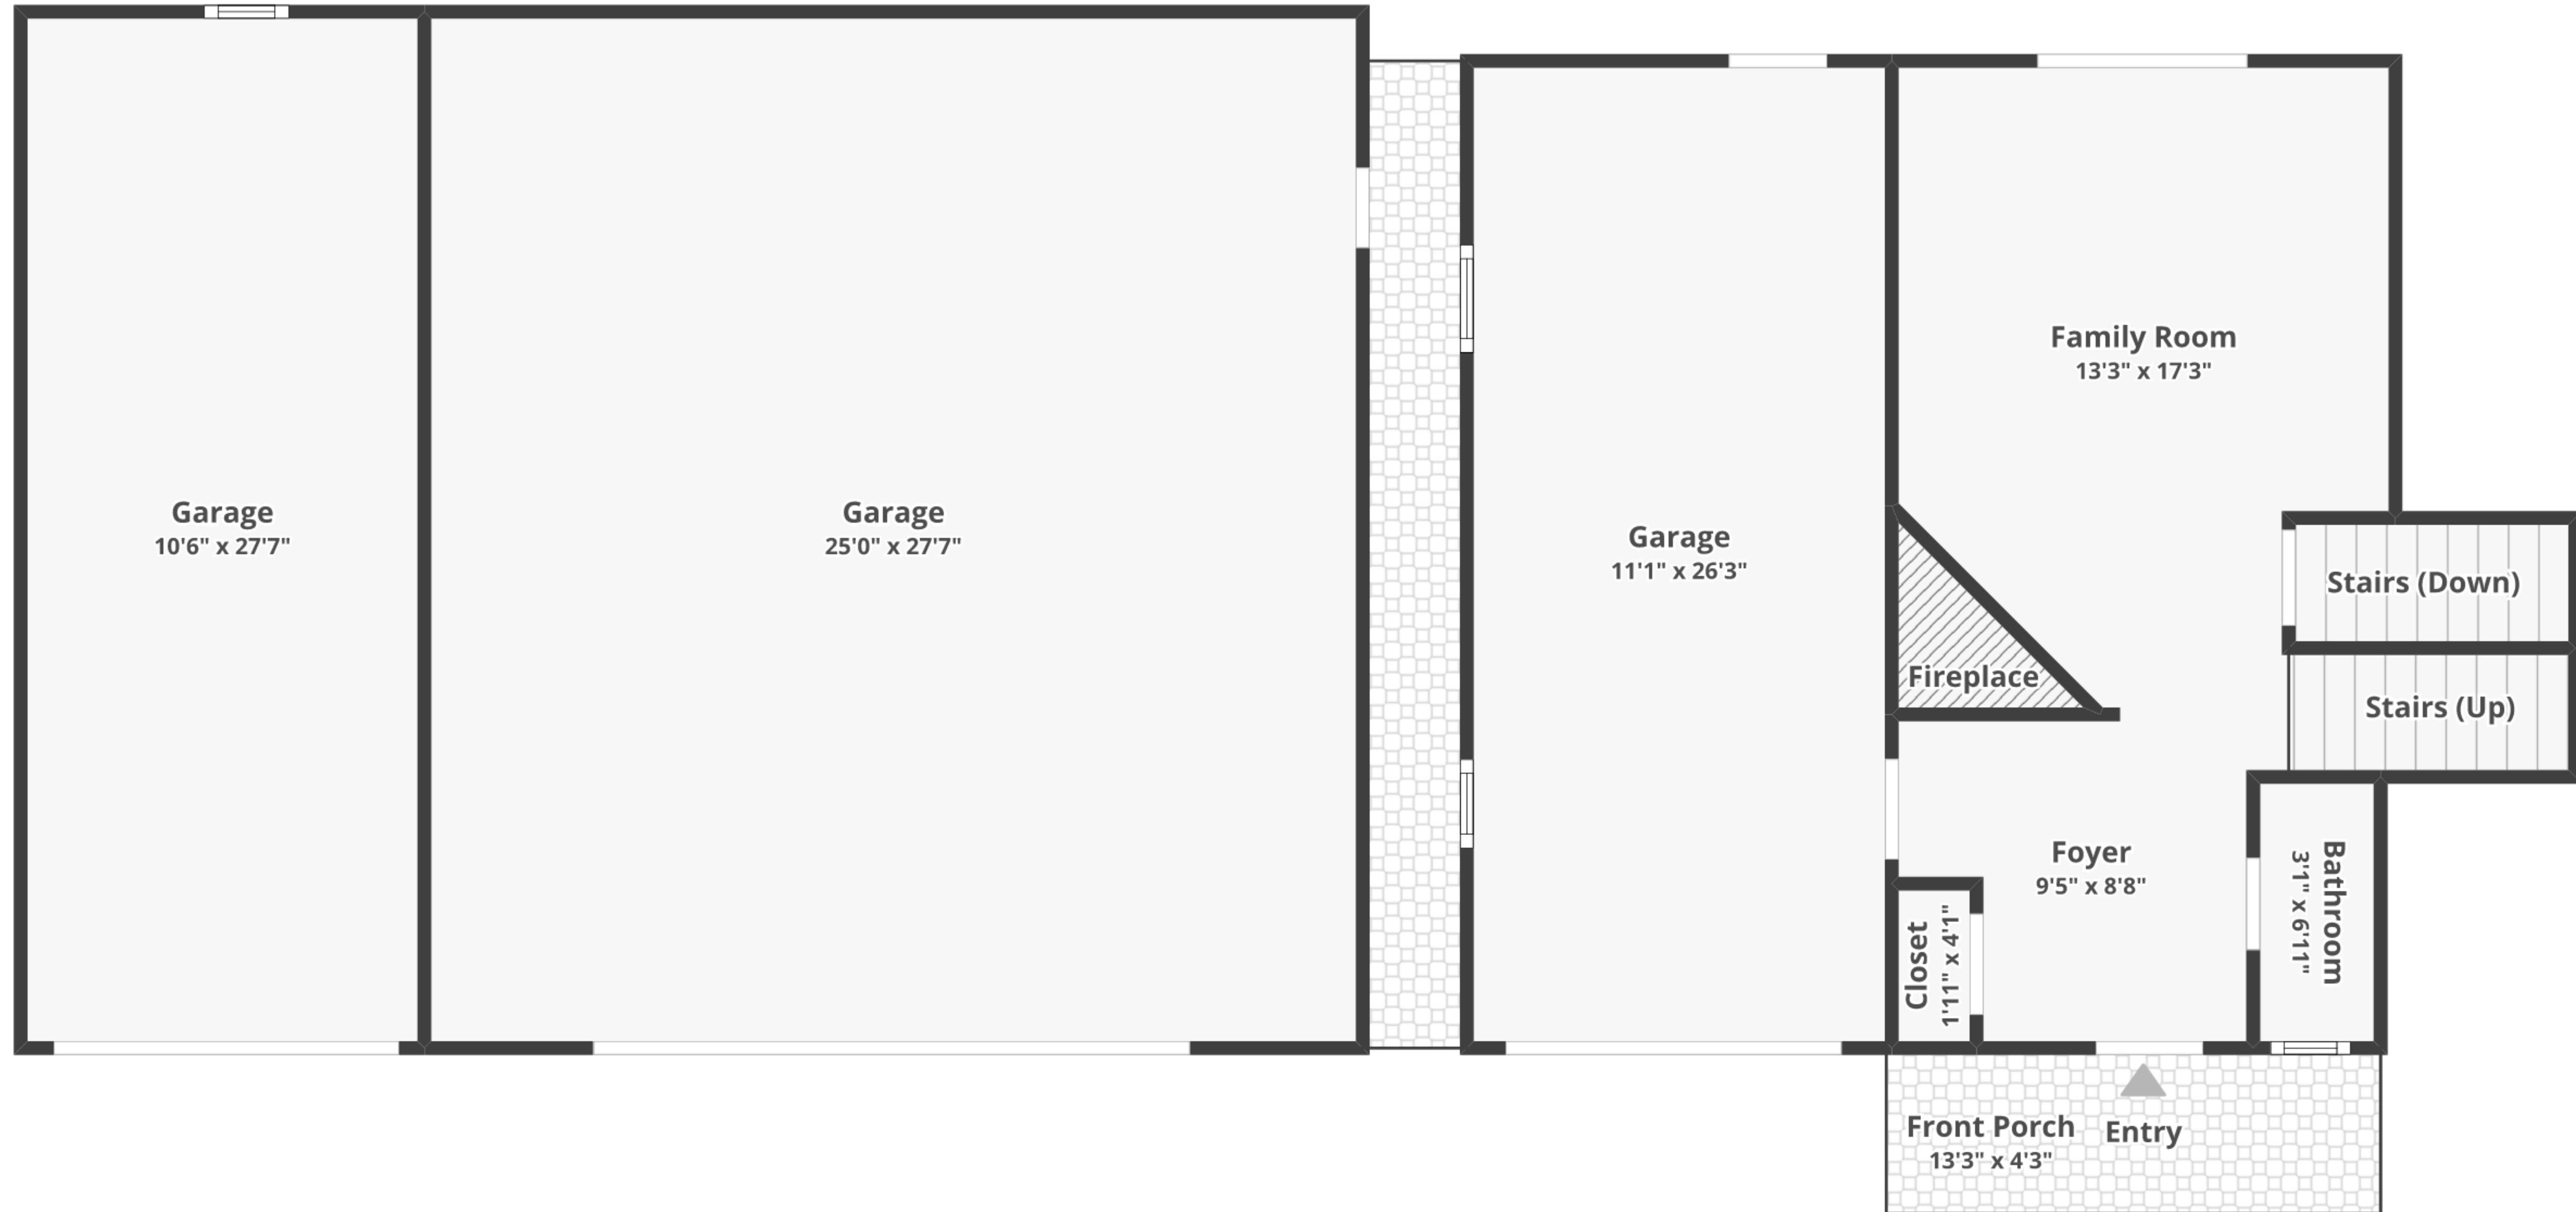 Garage
10'6" x 27'7"
Garage
25'0" x 27'7"
Garage
11'1" x 26'3"
Family Room
13'3" x 17'3"
Fireplace
Stairs (Down)
Stairs (Up)
Foyer
9'5" x 8'8"
Closet
1'11" x 4'1"
Bathroom
3'1" x 6'11"
Front Porch
13'3" x 4'3"
Entry